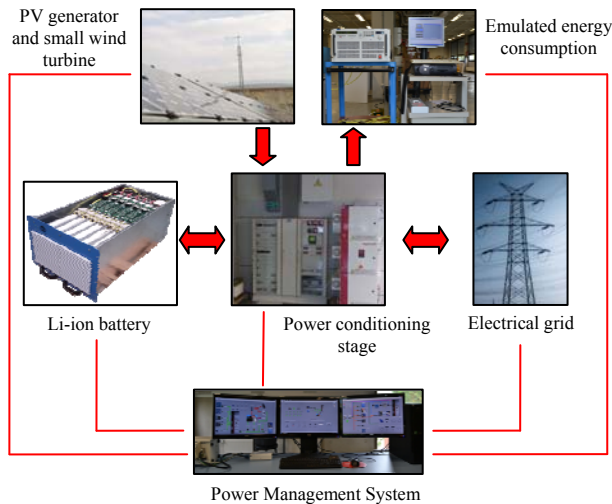 PV generator
and small wind
turbine
Emulated energy
consumption
Li-ion battery
Power conditioning
stage
Electrical grid
Power Management System